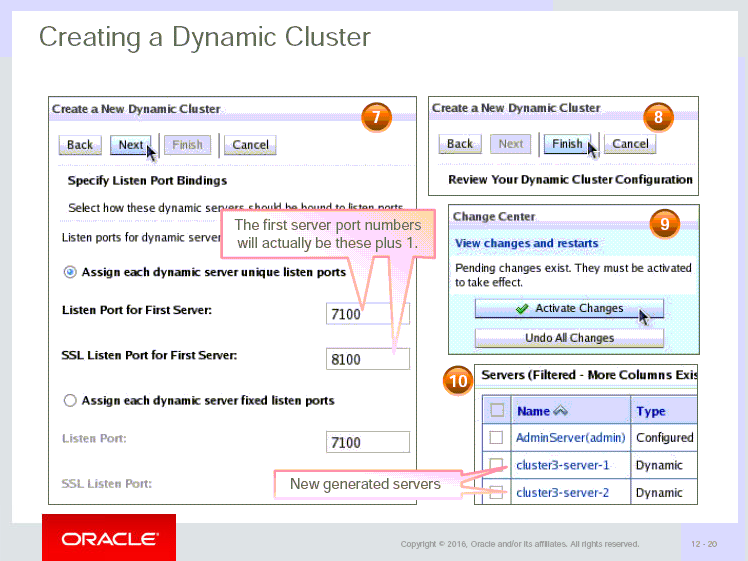 Creating a Dynamic Cluster
Create a New Dynamic Cluster
7
Back Next Finish Cancel
Specify Listen Port Bindings
Select how these dynamic servers should be bound to listen ports
Listen ports for dynamic server
The first server port numbers
will actually be these plus 1.
Assign each dynamic server unique listen ports
Listen Port for First Server:
7100
SSL Listen Port for First Server:
8100
Assign each dynamic server fixed listen ports
Listen Port:
7100
SSL Listen Port:
Create a New Dynamic Cluster
8
Back Next Finish Cancel
Review Your Dynamic Cluster Configuration
Change Center
9
View changes and restarts
Pending changes exist. They must be activated
to take effect.
Activate Changes
Undo All Changes
10
Servers (Filtered - More Columns Exis
Name Type
AdminServer(admin) Configured
cluster3-server-1 Dynamic
cluster3-server-2 Dynamic
New generated servers
ORACLE
Copyright © 2016, Oracle and/or its affiliates. All rights reserved.
12 - 20